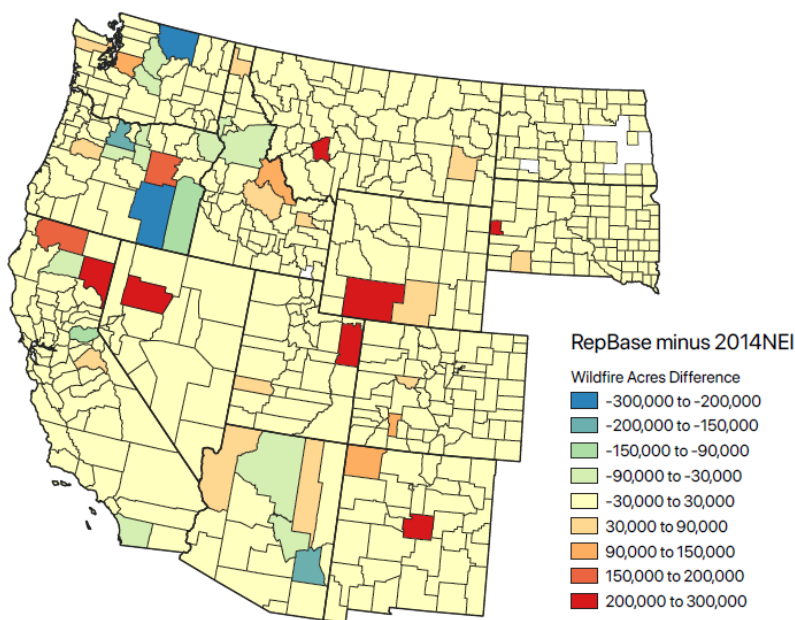 RepBase minus 2014NEI
Wildfire Acres Difference
-300,000 to -200,000
-200,000 to -150,000
-150,000 to -90,000
-90,000 to -30,000
-30,000 to 30,000
30,000 to 90,000
90,000 to 150,000
150,000 to 200,000
200,000 to 300,000